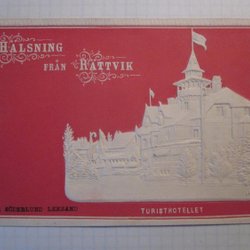 HÄLSNING
FRÅN RÄTTVIK
SÖDERLUND LEKSAND
TURISTHOTELLET